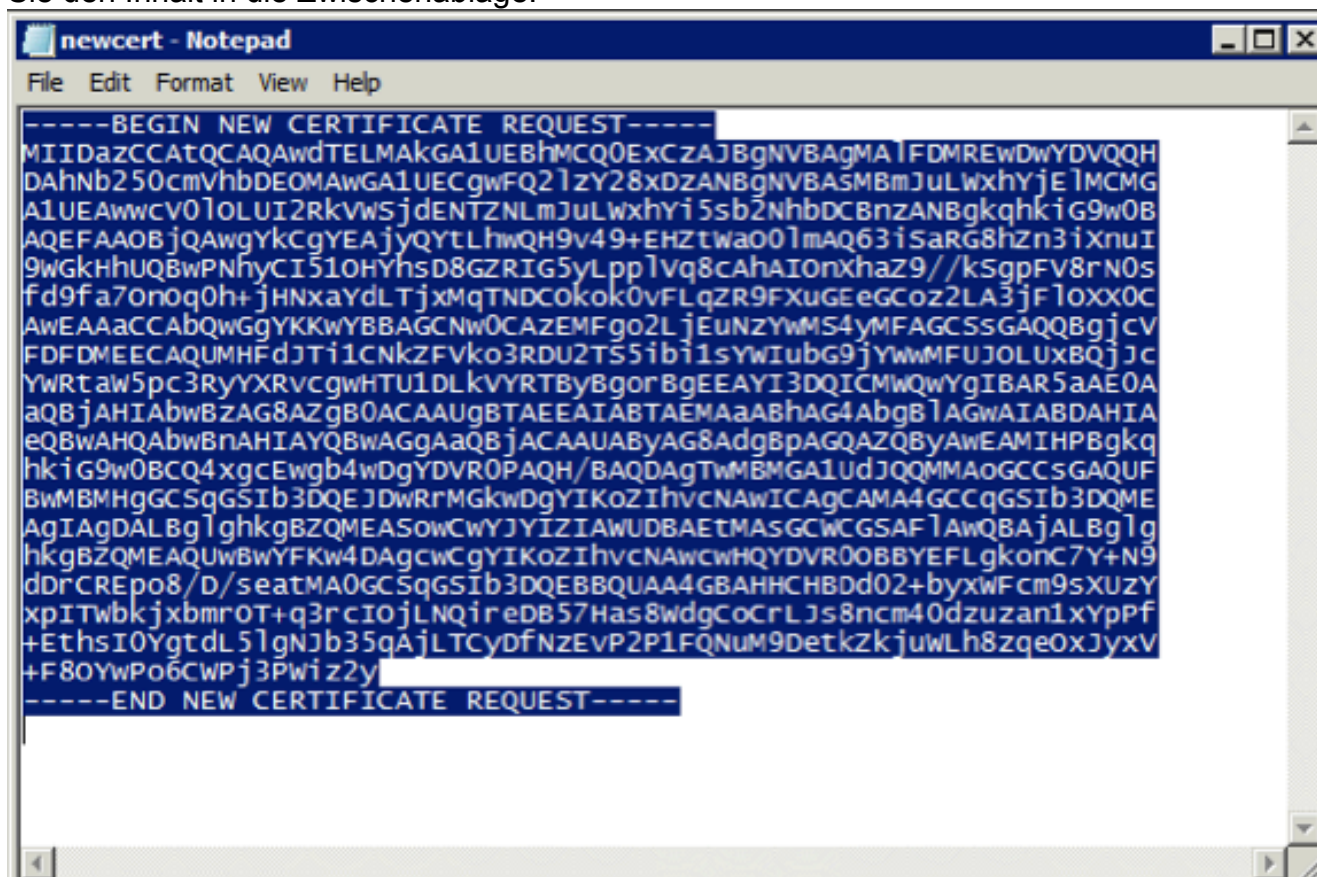 Sie den Inhalt in die Zwischenablage.
newcert - Notepad
File Edit Format View Help
-----BEGIN NEW CERTIFICATE REQUEST-----
MIIDazCCAtQCAQAwdTELMAkGA1UEBhMCQ0ExCzAJBgNVBAgMAlFDMREwDwYDVQQH
DAhNb250cmVhbDEOMAwGA1UECgwFQ2lzY28xDzANBgNVBAsMBmJuLWxhYjElMCMG
A1UEAwwcV0lOLUI2RkVWSjdENTZNLmJuLWxhYi5sb2NhbDCBnzANBgkqhkiG9w0B
AQEFAAOBjQAwgYkCgYEAjyQYtLhwQH9v49+EHZtWaO0lmAQ63iSaRG8hZn3iXnuI
9WGkHhUQBwPNhyCI51OHYhsD8GZRIG5yLpplVq8cAhAIOnXhaZ9//kSgpFV8rN0s
fd9fa7OnOq0h+jHNxaYdLTjxMqTNDCOkok0vFLqZR9FXuGEeGCoz2LA3jFlOXX0C
AwEAAaCCAbQwGgYKKwYBBAGCNw0CAzEMFgo2LjEuNzYwMS4yMFAGCSsGAQQBgjcV
FDFDMEECAQUMHFdJTi1CNkZFVko3RDU2TS5ibi1sYWIubG9jYWwMFUJOLUxBQjJc
YWRtaW5pc3RyYXRvcgwHTU1DLkVYRTByBgorBgEEAYI3DQICMWQwYgIBAR5aAE0A
aQBjAHIAbwBzAG8AZgB0ACAAUgBTAEEAIABTAEMAaABhAG4AbgBlAGwAIABDAHIA
eQBwAHQAbwBnAHIAYQBwAGgAaQBjACAAUAByAG8AdgBpAGQAZQByAwEAMIHPBgkq
hkiG9w0BCQ4xgcEwgb4wDgYDVR0PAQH/BAQDAgTwMBMGA1UdJQQMMAoGCCsGAQUF
BwMBMHgGCSqGSIb3DQEJDwRrMGkwDgYIKoZIhvcNAwICAgCAMA4GCCqGSIb3DQME
AgIAgDALBglghkgBZQMEASowCwYJYIZIAWUDBAEtMAsGCWCGSAFlAwQBAjALBglg
hkgBZQMEAQUwBwYFKw4DAgcwCgYIKoZIhvcNAwcwHQYDVR0OBBYEFLgkonC7Y+N9
dDrCREpo8/D/seatMA0GCSqGSIb3DQEBBQUAA4GBAHHCHBDd02+byxWFcm9sXUzY
xpITWbkjxbmrOT+q3rcIOjLNQireDB57Has8WdgCoCrLJs8ncm40dzuzan1xYpPf
+EthsI0YgtdL5lgNJb35qAjLTCyDfNzEvP2P1FQNuM9DetkZkjuWLh8zqeOxJyxV
+F8OYwPo6CWPj3PWiz2y
-----END NEW CERTIFICATE REQUEST-----